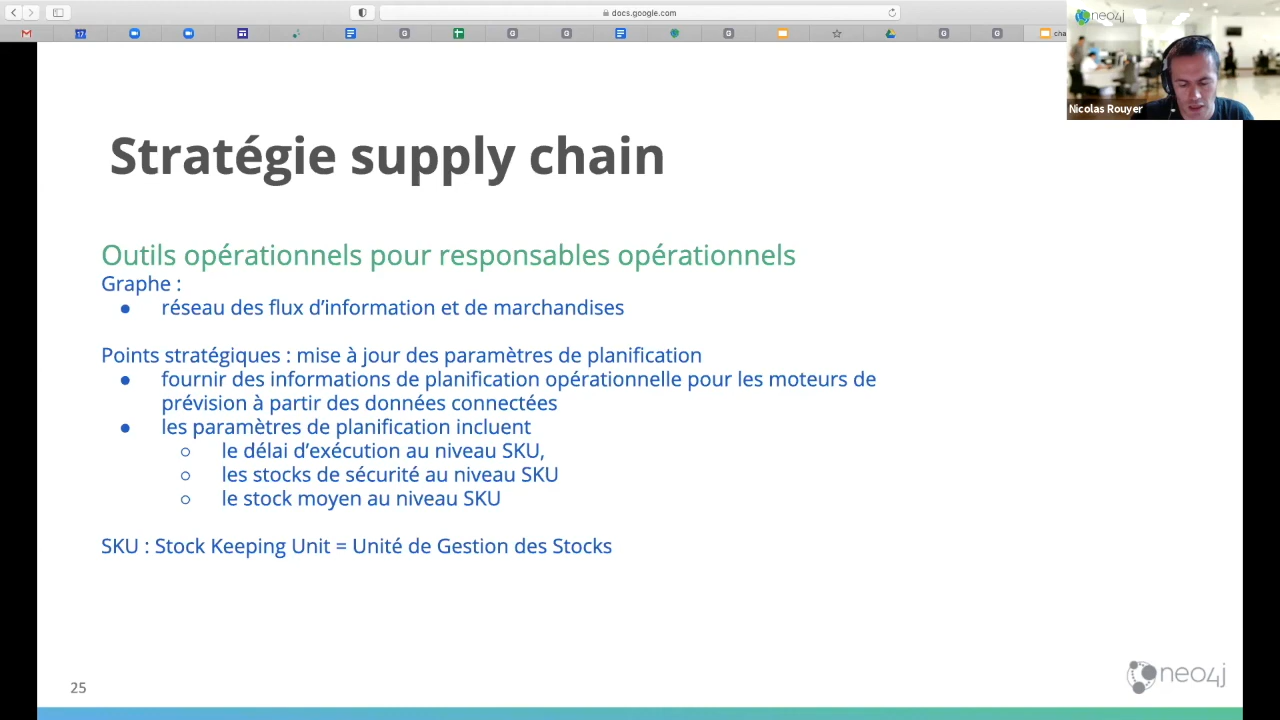 docs.google.com
17
cha
neo4j
Nicolas Rouyer
Stratégie supply chain
Outils opérationnels pour responsables opérationnels
Graphe :
● réseau des flux d’information et de marchandises
Points stratégiques : mise à jour des paramètres de planification
● fournir des informations de planification opérationnelle pour les moteurs de
prévision à partir des données connectées
● les paramètres de planification incluent
○ le délai d’exécution au niveau SKU,
○ les stocks de sécurité au niveau SKU
○ le stock moyen au niveau SKU
SKU : Stock Keeping Unit = Unité de Gestion des Stocks
25
neo4j